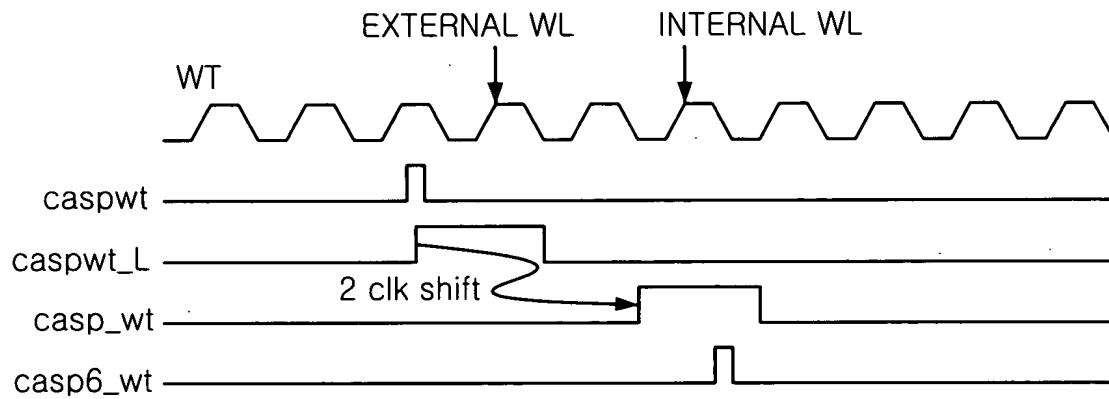 EXTERNAL WL
INTERNAL WL
WT
caspwt
caspwt_L
2 clk shift
casp_wt
casp6_wt